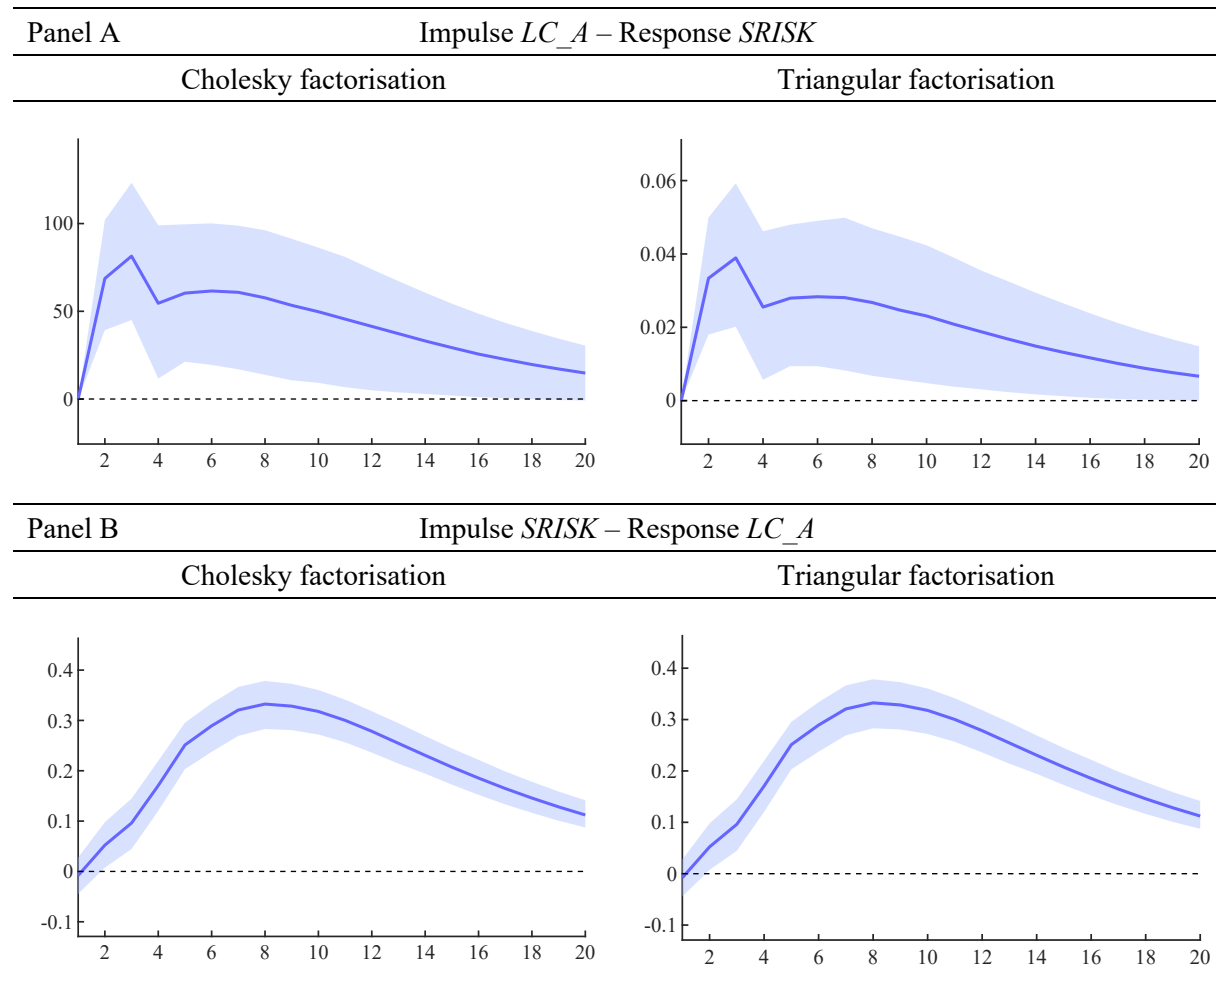 Panel A Impulse LC_A – Response SRISK
Cholesky factorisation Triangular factorisation
100
50
0
2 4 6 8 10 12 14 16 18 20
0.06
0.04
0.02
0
2 4 6 8 10 12 14 16 18 20
Panel B Impulse SRISK – Response LC_A
Cholesky factorisation Triangular factorisation
0.4
0.3
0.2
0.1
0
-0.1
2 4 6 8 10 12 14 16 18 20
0.4
0.3
0.2
0.1
0
-0.1
2 4 6 8 10 12 14 16 18 20